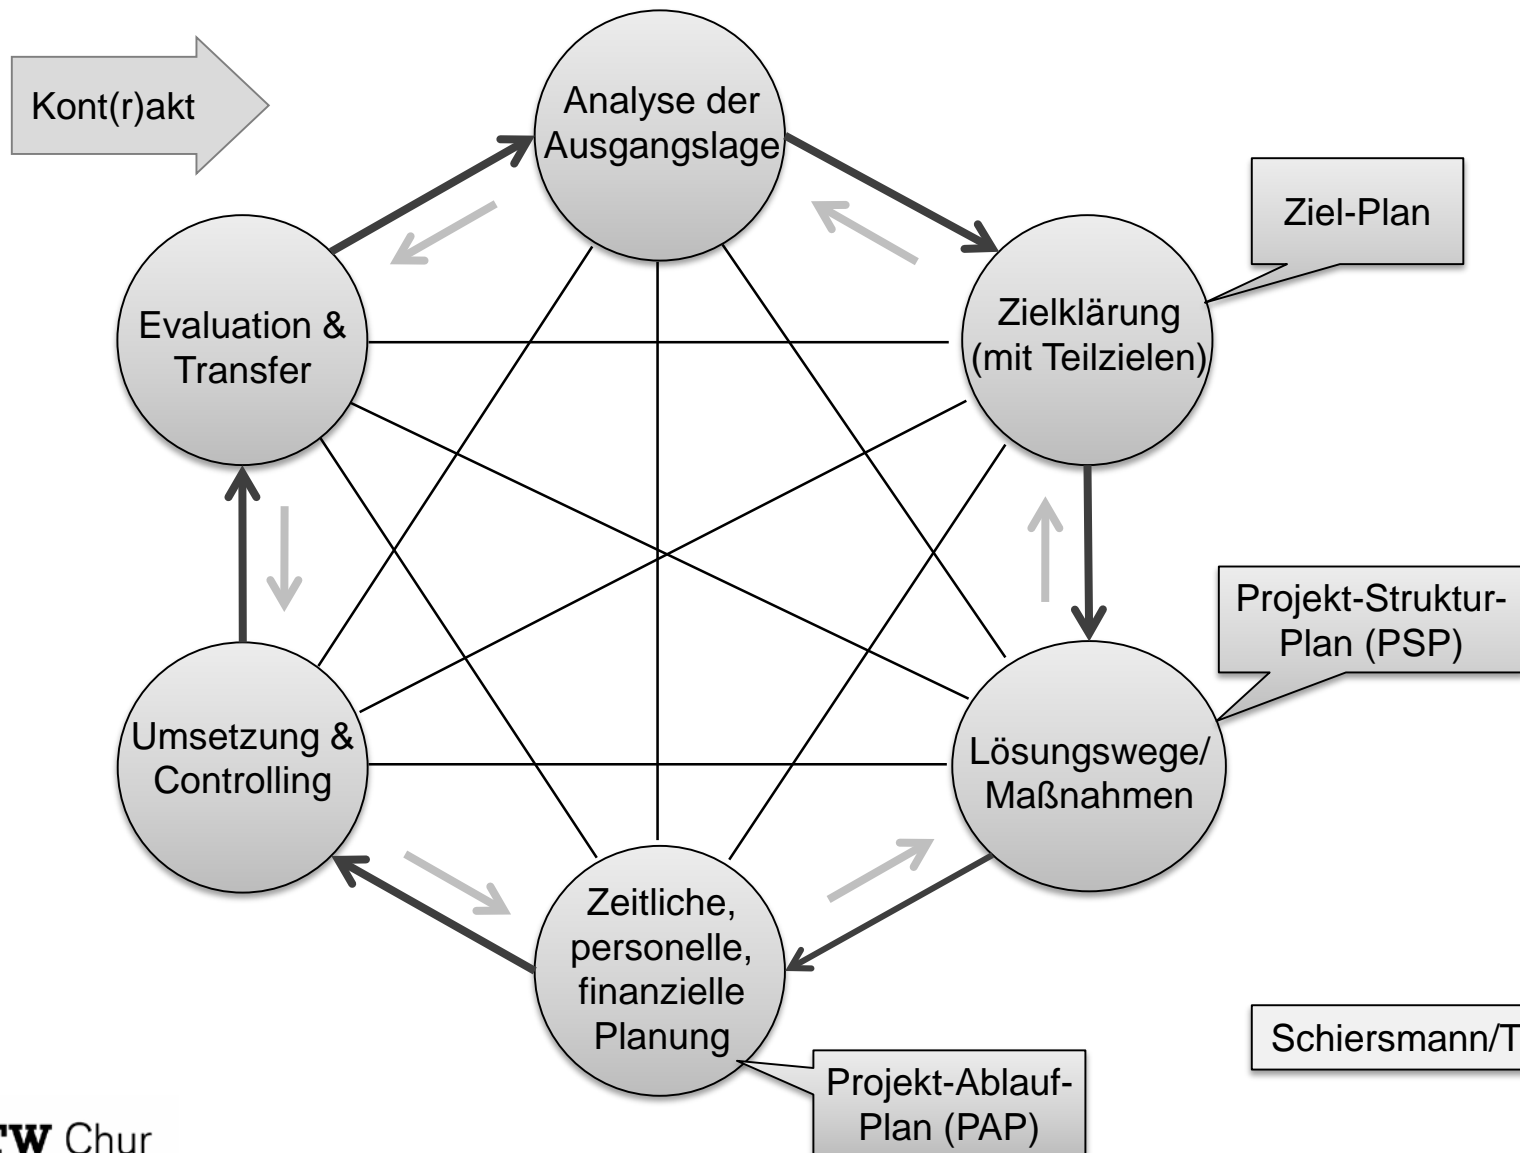 Kont(r)akt
Analyse der
Ausgangslage
Ziel-Plan
Evaluation &
Transfer
Zielklärung
(mit Teilzielen)
Projekt-Struktur-
Plan (PSP)
Umsetzung &
Controlling
Lösungswege/
Maßnahmen
Zeitliche,
personelle,
finanzielle
Planung
Schiersmann/T
Projekt-Ablauf-
Plan (PAP)
TW Chur